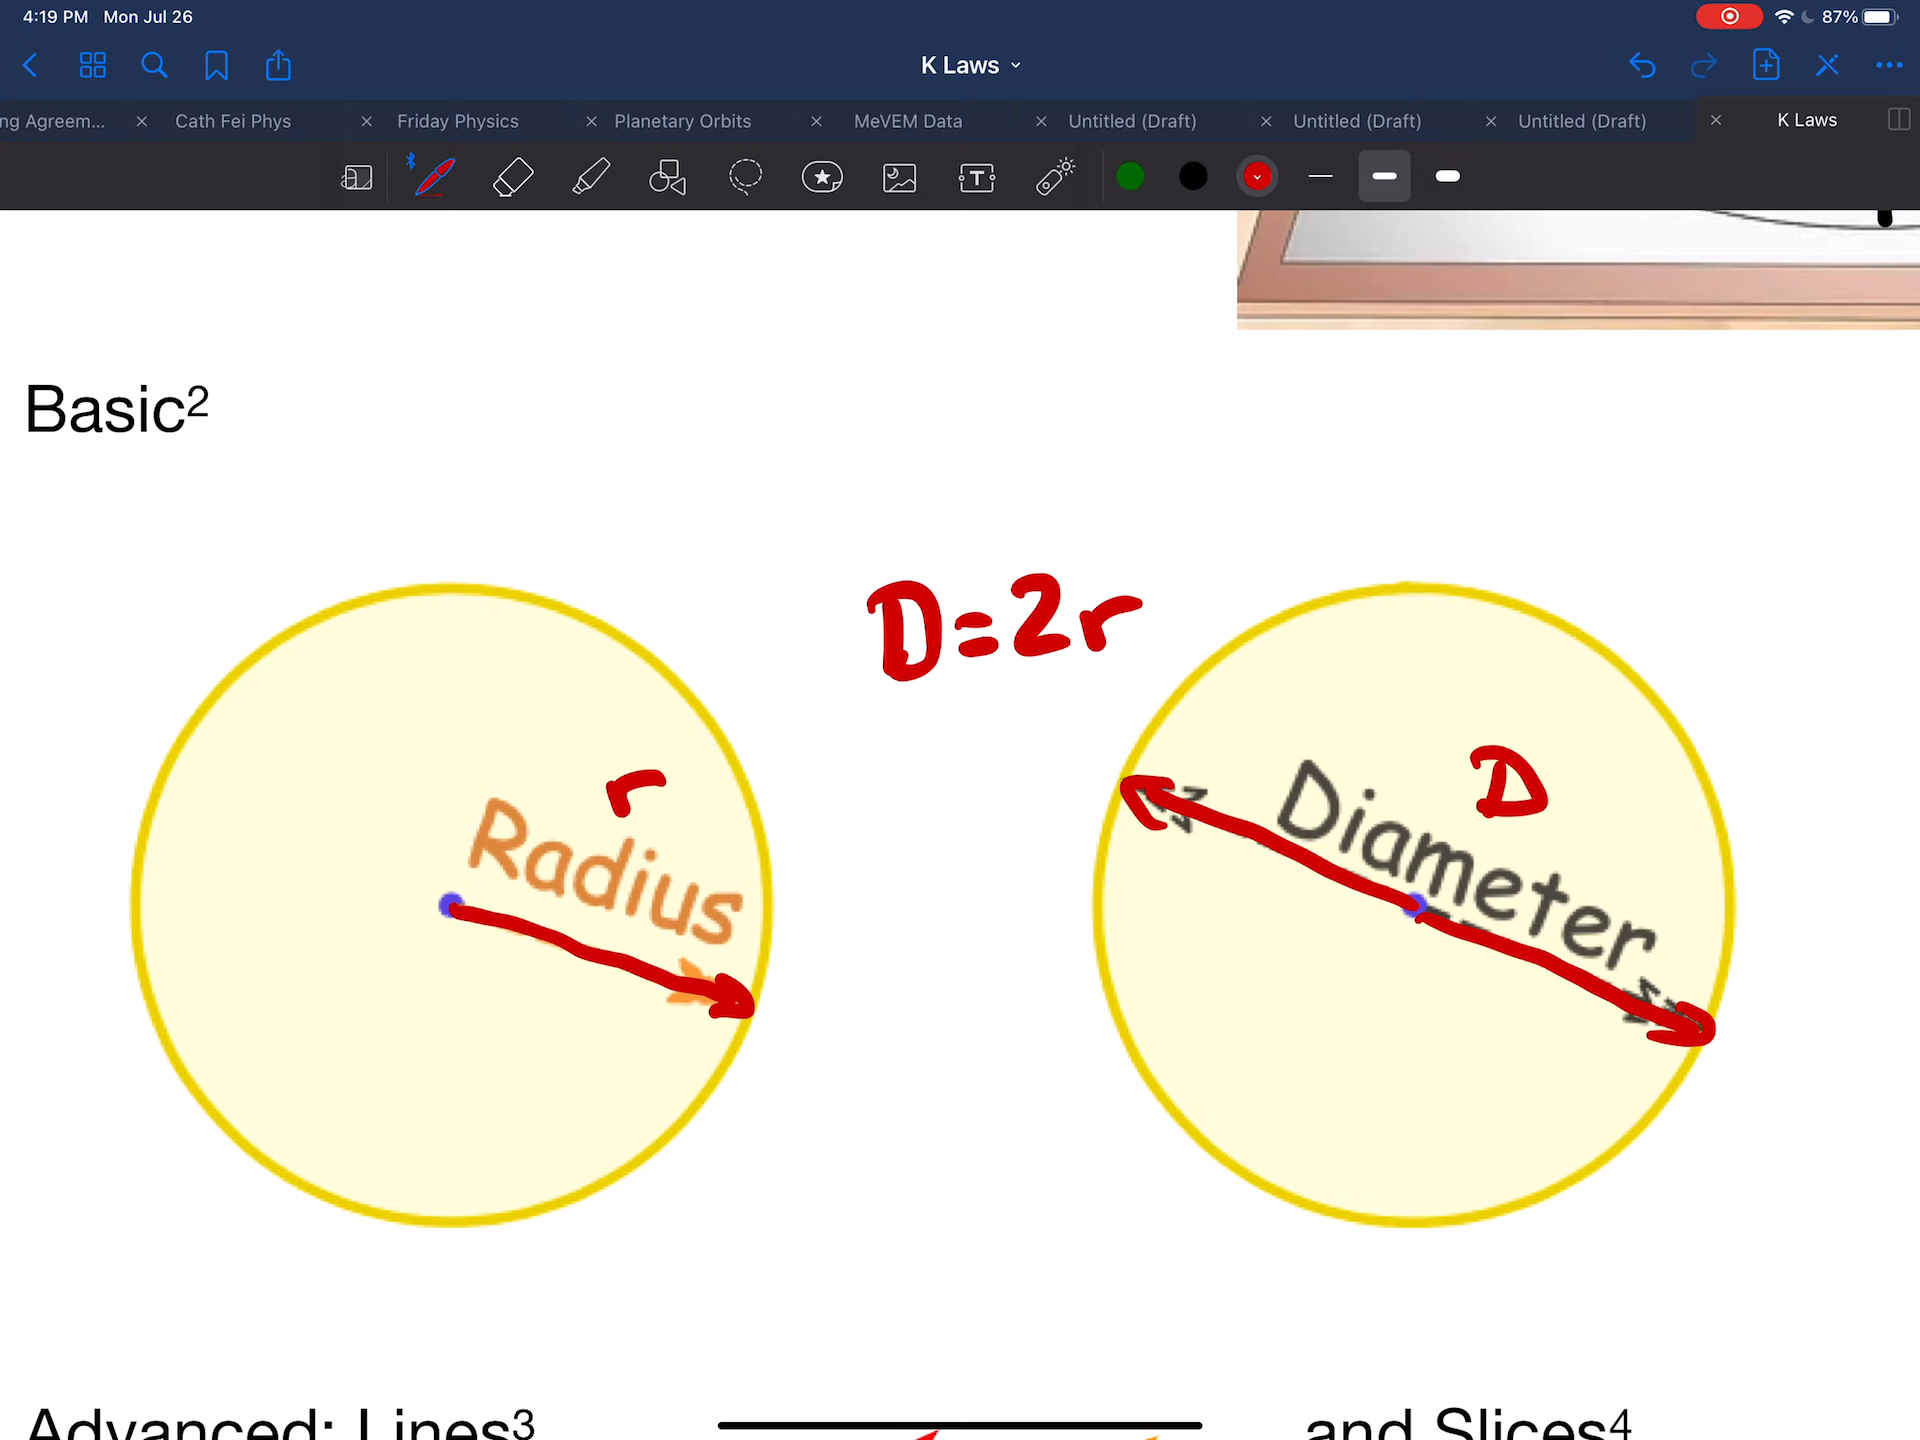 4:19 PM Mon Jul 26
87%
K Laws
ng Agreem...
Cath Fei Phys
Friday Physics
Planetary Orbits
MeVEM Data
Untitled (Draft)
Untitled (Draft)
Untitled (Draft)
K Laws
Basic²
D=2r
r
Radius
D
Diameter
Advanced: Lines³
and Slices⁴